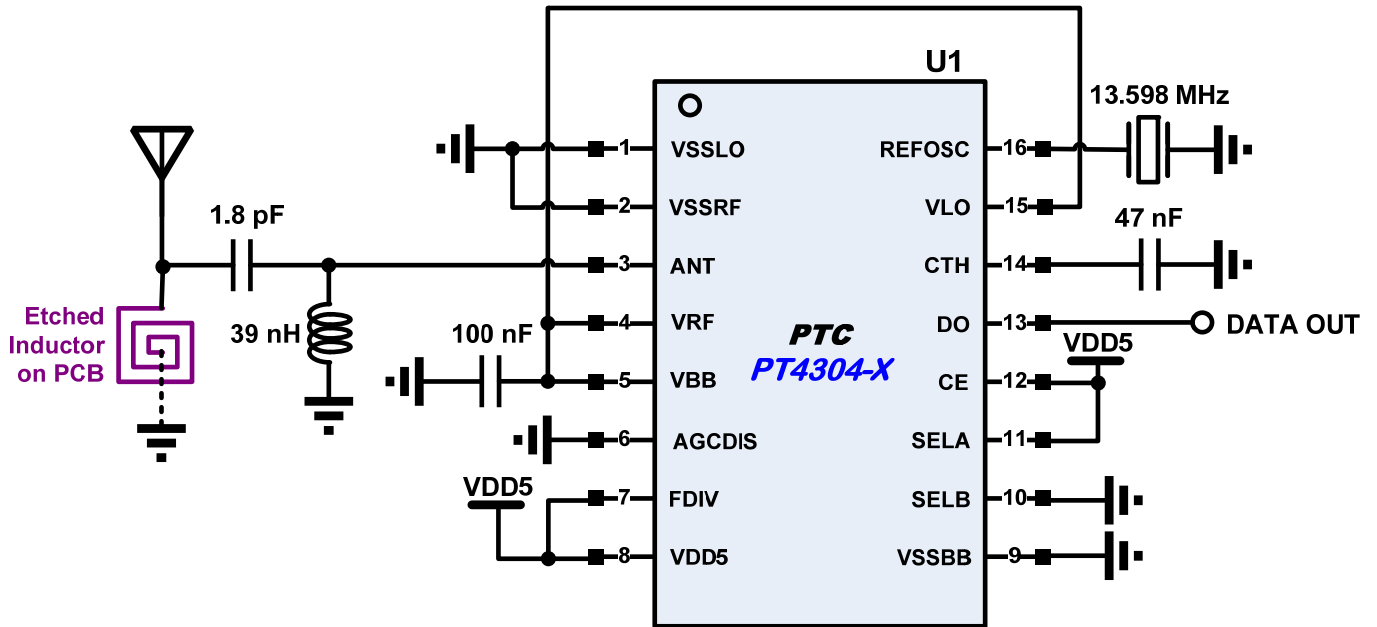 U1
13.598 MHz
1 VSSLO
REFOSC 16
2 VSSRF
VLO 15
1.8 pF
47 nF
3 ANT
CTH 14
Etched
Inductor
on PCB
39 nH
100 nF
4 VRF
DO 13
DATA OUT
PTC
PT4304-X
VDD5
5 VBB
CE 12
6 AGCDIS
SELA 11
VDD5
7 FDIV
SELB 10
8 VDD5
VSSBB 9